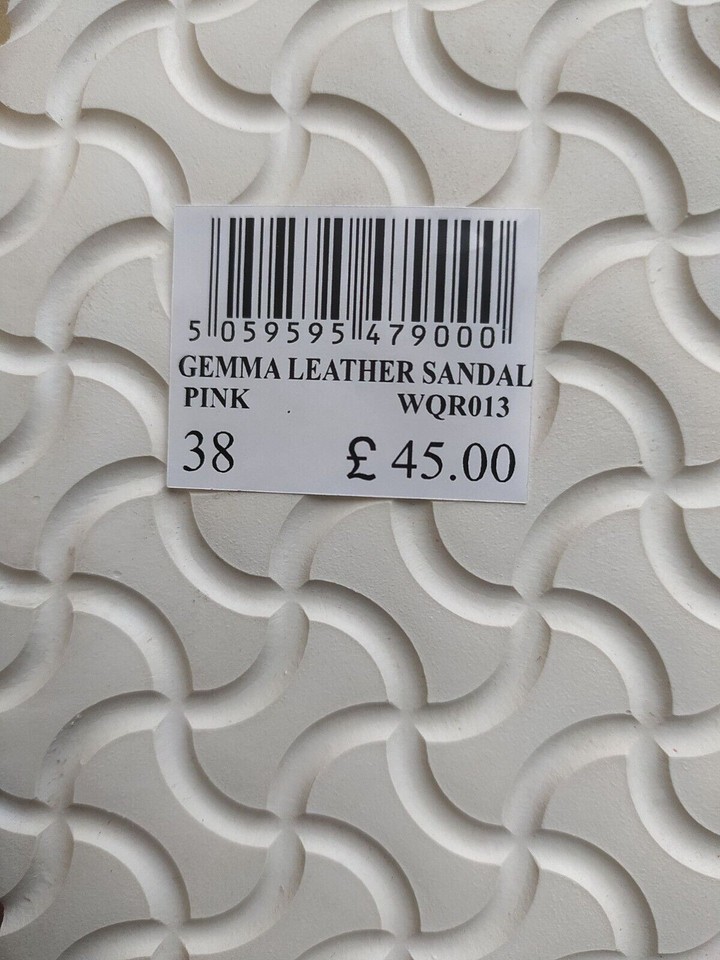 5 059595 479000
GEMMA LEATHER SANDAL
PINK WQR013
38 £ 45.00